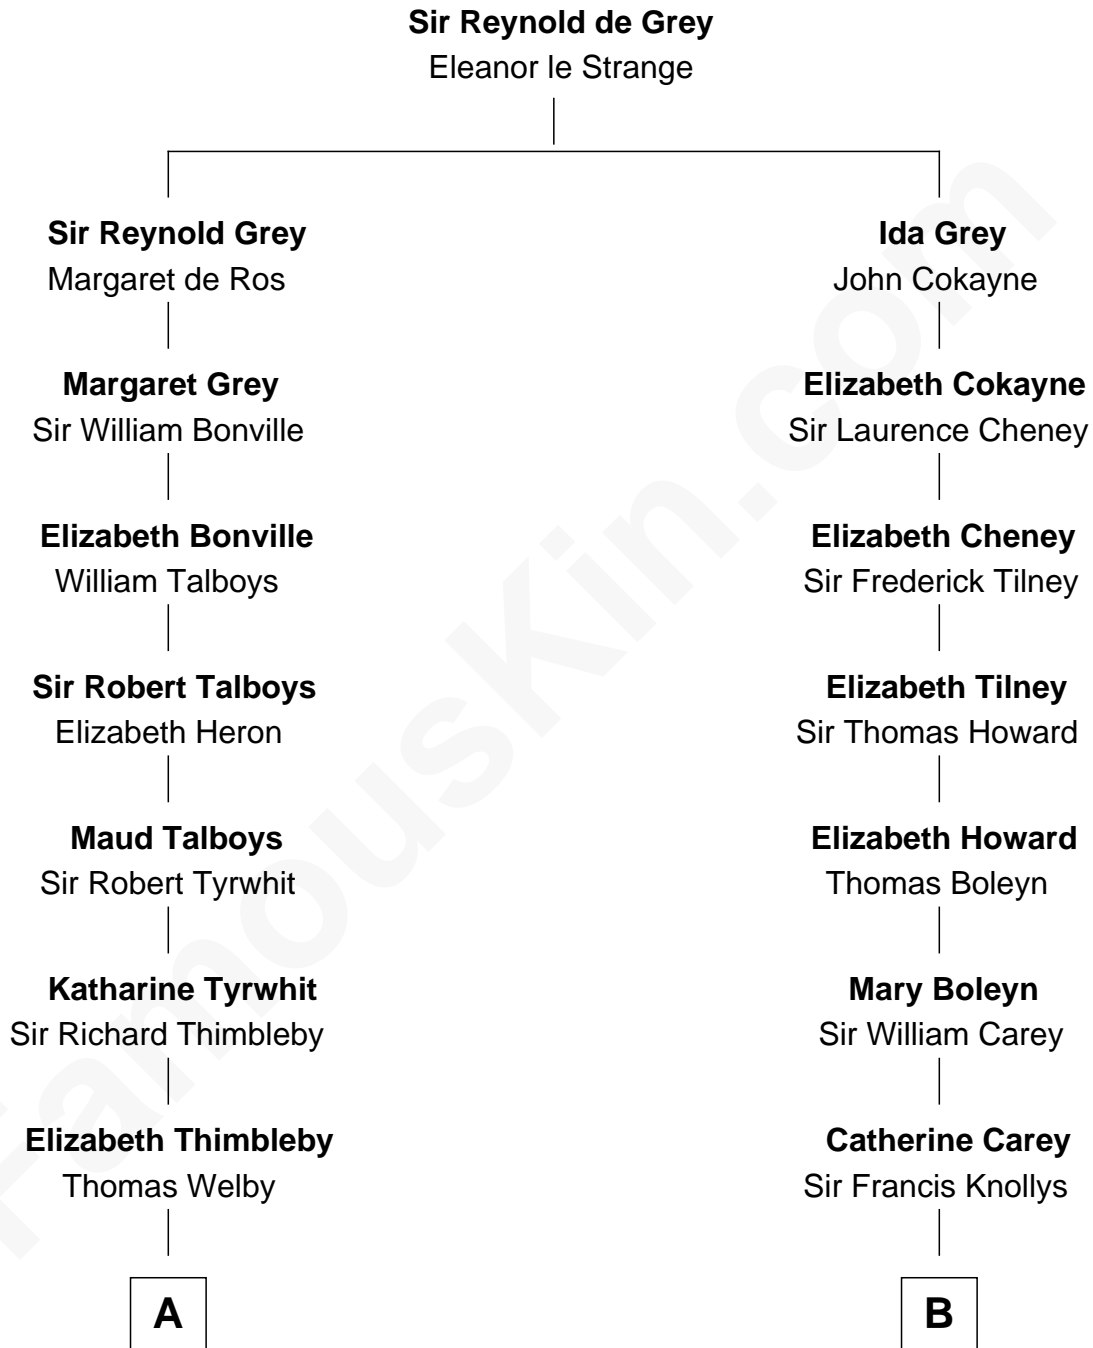 Sir Reynold de Grey
Eleanor le Strange
Sir Reynold Grey
Margaret de Ros
Margaret Grey
Sir William Bonville
Elizabeth Bonville
William Talboys
Sir Robert Talboys
Elizabeth Heron
Maud Talboys
Sir Robert Tyrwhit
Katharine Tyrwhit
Sir Richard Thimbleby
Elizabeth Thimbleby
Thomas Welby
A
Ida Grey
John Cokayne
Elizabeth Cokayne
Sir Laurence Cheney
Elizabeth Cheney
Sir Frederick Tilney
Elizabeth Tilney
Sir Thomas Howard
Elizabeth Howard
Thomas Boleyn
Mary Boleyn
Sir William Carey
Catherine Carey
Sir Francis Knollys
B
FamousKin.com